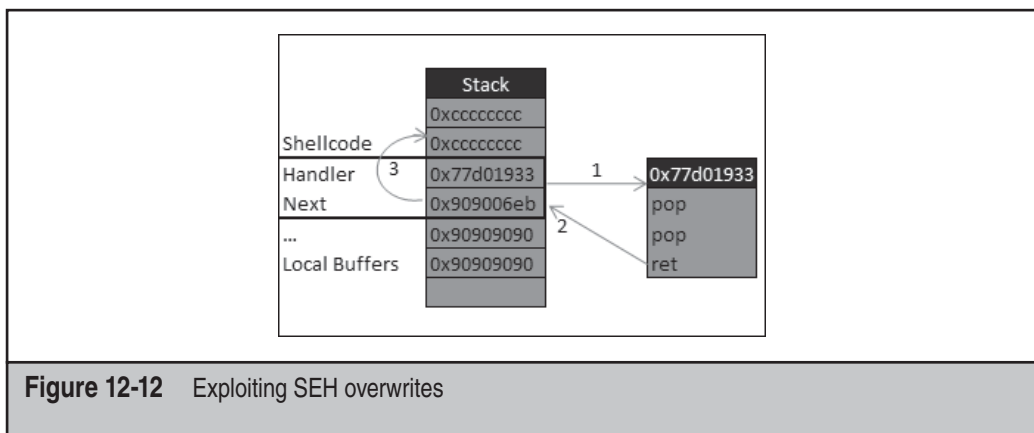 Stack
0xcccccccc
Shellcode 0xcccccccc
Handler 3 0x77d01933 1 0x77d01933
Next 0x909006eb pop
... 0x90909090 2 pop
Local Buffers 0x90909090 ret
Figure 12-12 Exploiting SEH overwrites